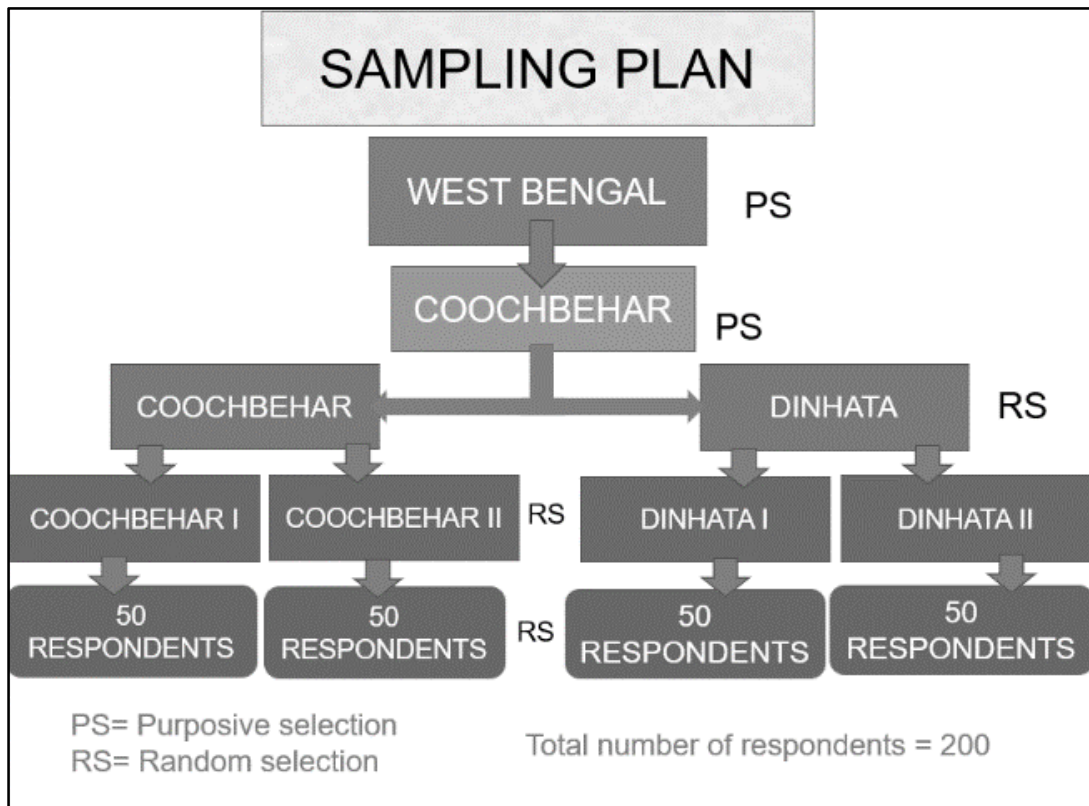 SAMPLING PLAN
WEST BENGAL
PS
COOCHBEHAR
PS
COOCHBEHAR
DINHATA
RS
COOCHBEHAR I
COOCHBEHAR II
RS
DINHATA I
DINHATA II
50
RESPONDENTS
50
RESPONDENTS
RS
50
RESPONDENTS
50
RESPONDENTS
PS= Purposive selection
RS= Random selection
Total number of respondents = 200